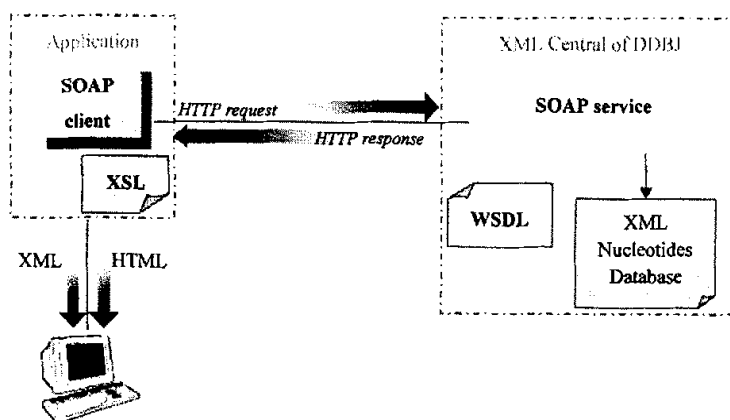 Application
SOAP
client
XSL
XML
HTML
HTTP request
HTTP response
XML Central of DDBJ
SOAP service
WSDL
XML
Nucleotides
Database